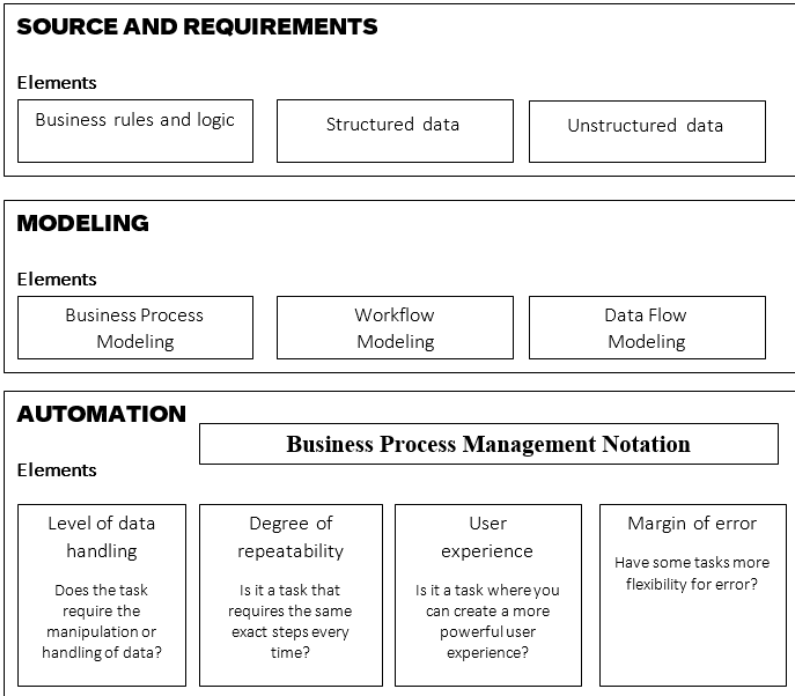 SOURCE AND REQUIREMENTS
Elements
Business rules and logic
Structured data
Unstructured data
MODELING
Elements
Business Process
Modeling
Workflow
Modeling
Data Flow
Modeling
AUTOMATION
Business Process Management Notation
Elements
Level of data
handling
Does the task
require the
manipulation or
handling of data?
Degree of
repeatability
Is it a task that
requires the same
exact steps every
time?
User
experience
Is it a task where you
can create a more
powerful user
experience?
Margin of error
Have some tasks more
flexibility for error?